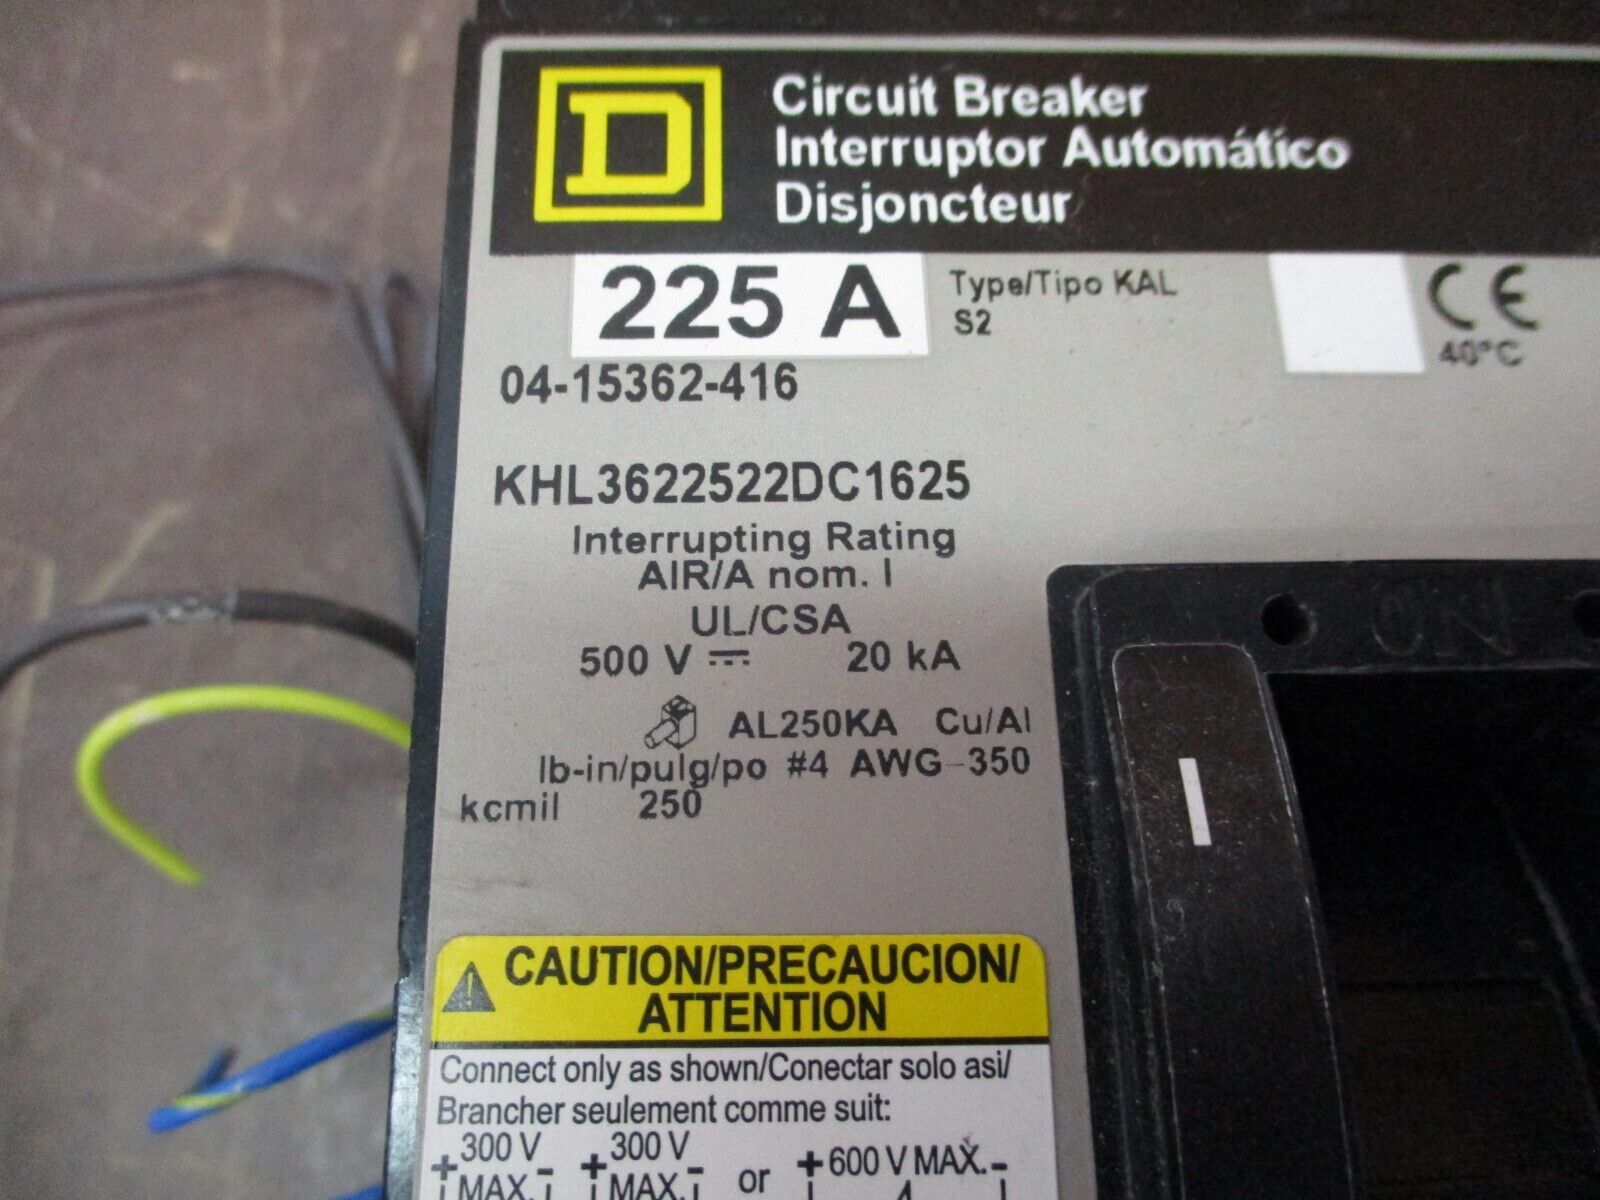 D
Circuit Breaker
Interruptor Automático
Disjoncteur
225 A
Type/Tipo KAL
S2
CE
40°C
04-15362-416
KHL3622522DC1625
Interrupting Rating
AIR/A nom. I
UL/CSA
500 V ⎓ 20 kA
AL250KA Cu/Al
lb-in/pulg/po #4 AWG-350
kcmil 250
ON
I
CAUTION/PRECAUCION/
ATTENTION
Connect only as shown/Conectar solo asi/
Brancher seulement comme suit:
+ 300 V MAX. - + 300 V MAX. - or + 600 V MAX. -